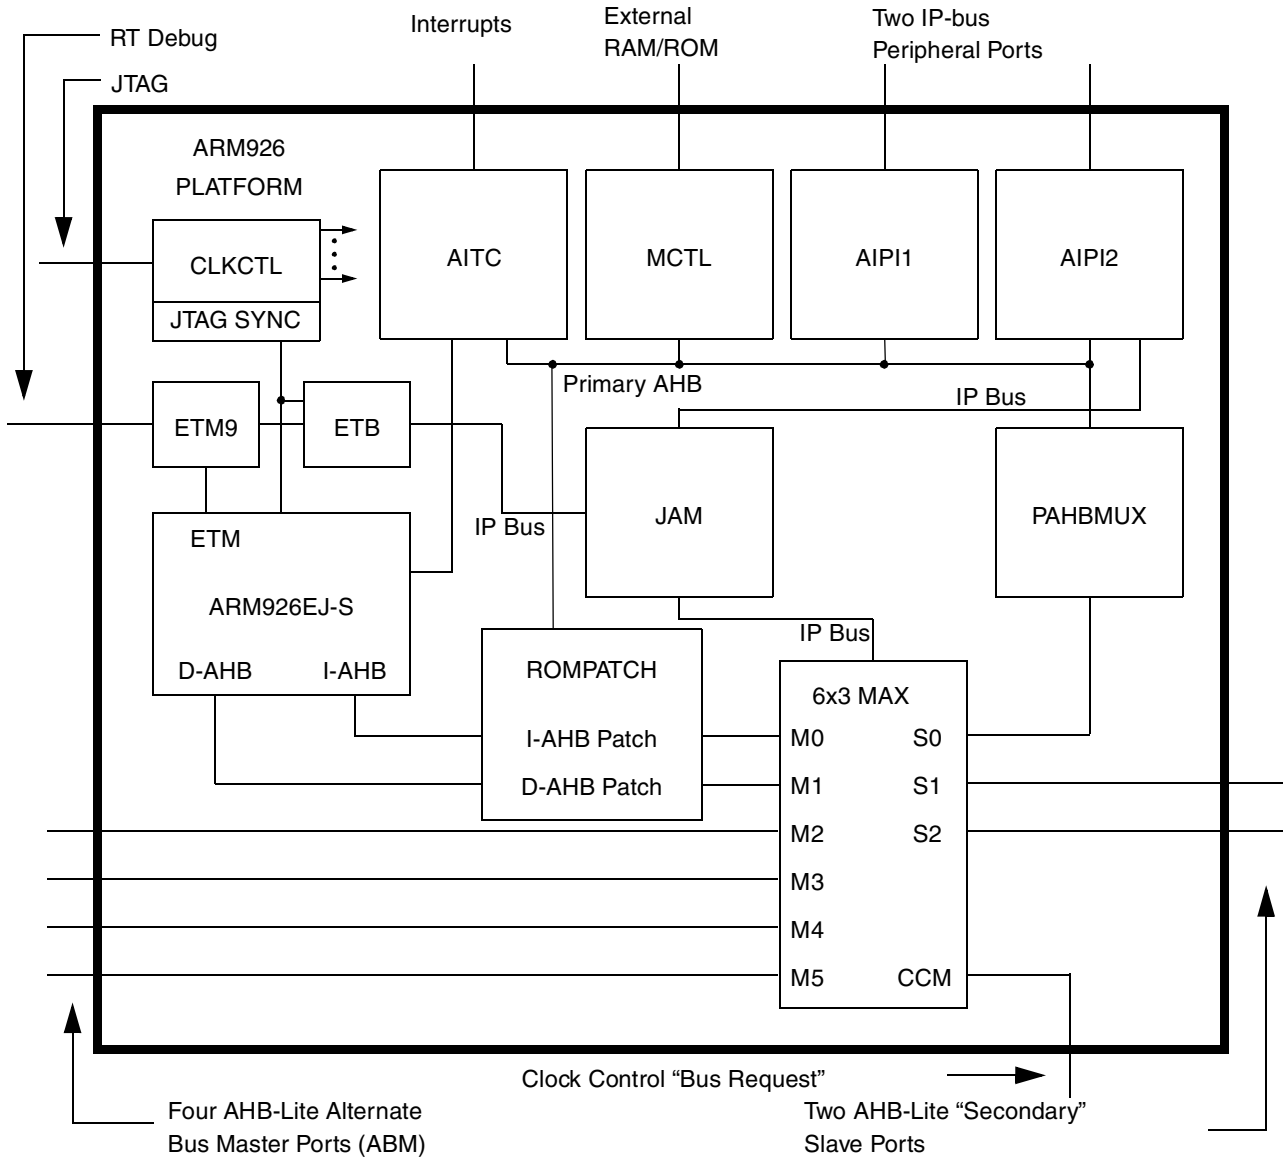 RT Debug
JTAG
Interrupts
External
RAM/ROM
Two IP-bus
Peripheral Ports
ARM926
PLATFORM
CLKCTL
JTAG SYNC
AITC
MCTL
AIPI1
AIPI2
Primary AHB
IP Bus
ETM9
ETB
JAM
PAHBMUX
IP Bus
ETM
ARM926EJ-S
D-AHB
I-AHB
IP Bus
ROMPATCH
I-AHB Patch
D-AHB Patch
6x3 MAX
M0
S0
M1
S1
M2
S2
M3
M4
M5
CCM
Clock Control “Bus Request”
Four AHB-Lite Alternate
Bus Master Ports (ABM)
Two AHB-Lite “Secondary”
Slave Ports